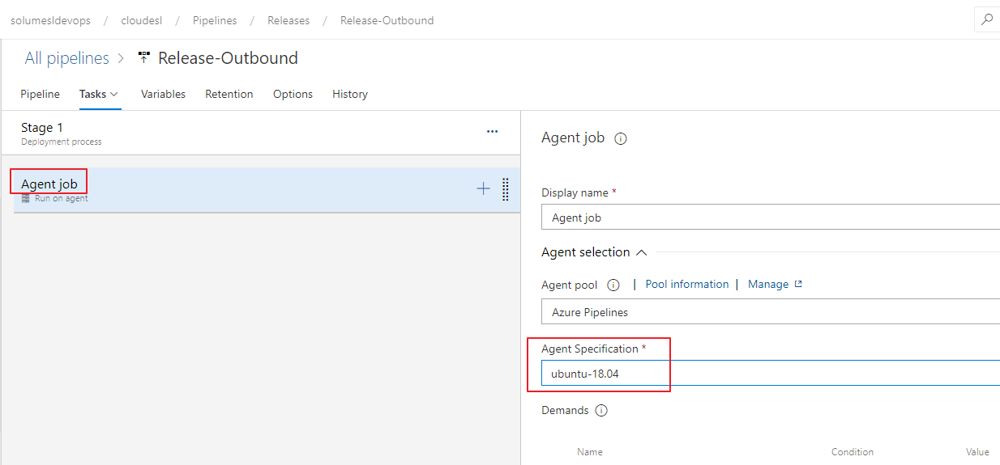 solumesldevops / cloudesl / Pipelines / Releases / Release-Outbound
All pipelines > Release-Outbound
Pipeline Tasks Variables Retention Options History
Stage 1
Deployment process
...
Agent job
Run on agent
Agent job
Display name *
Agent job
Agent selection
Agent pool | Pool information | Manage
Azure Pipelines
Agent Specification *
ubuntu-18.04
Demands
Name Condition Value